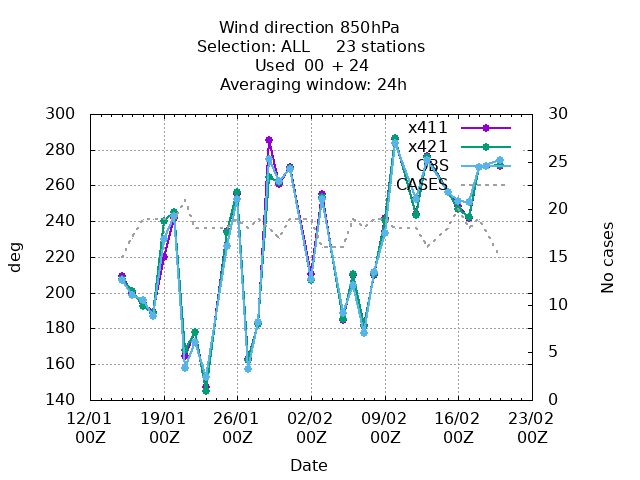 Wind direction 850hPa
Selection: ALL     23 stations
Used  00 + 24
Averaging window: 24h
300 30
x411
280
x421
OBS 25
260
CASES
240 20
220 15
200 10
180
5
160
140 0
deg
No cases
12/01 19/01 26/01 02/02 09/02 16/02 23/02
00Z 00Z 00Z 00Z 00Z 00Z 00Z
Date